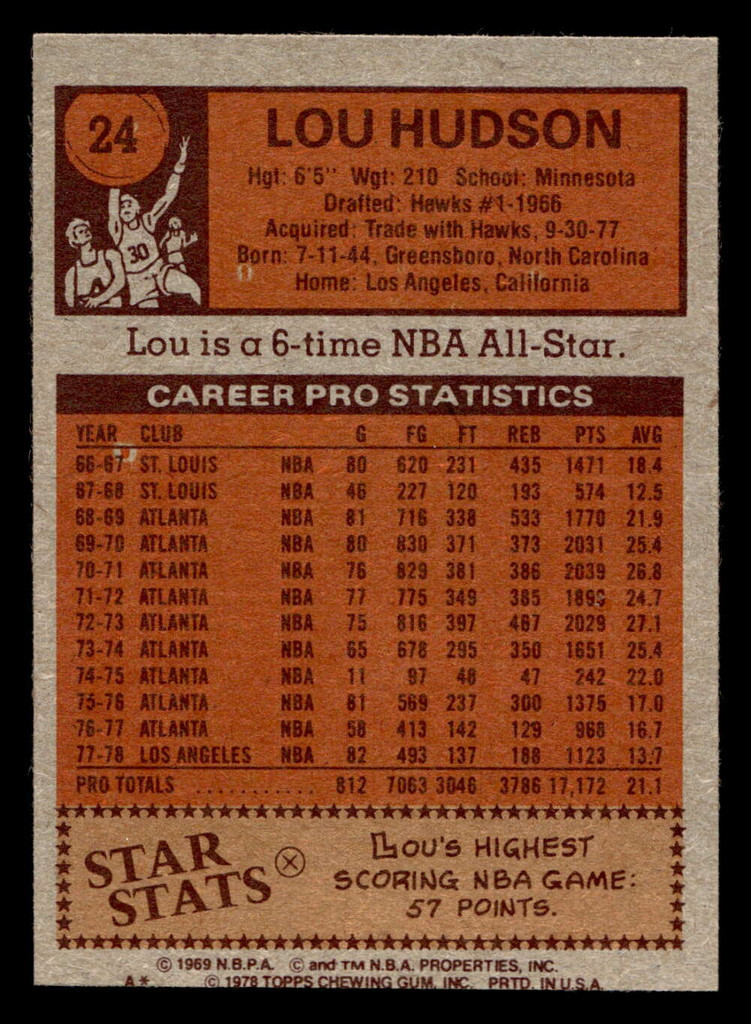 24
LOU HUDSON
30
Hgt: 6'5" Wgt: 210 School: Minnesota
Drafted: Hawks #1-1966
Acquired: Trade with Hawks, 9-30-77
Born: 7-11-44, Greensboro, North Carolina
Home: Los Angeles, California
Lou is a 6-time NBA All-Star.
CAREER PRO STATISTICS
YEAR CLUB G FG FT REB PTS AVG
66-67 ST. LOUIS NBA 80 620 231 435 1471 18.4
67-68 ST. LOUIS NBA 46 227 120 193 574 12.5
68-69 ATLANTA NBA 81 716 338 533 1770 21.9
69-70 ATLANTA NBA 80 830 371 373 2031 25.4
70-71 ATLANTA NBA 76 829 381 386 2039 26.8
71-72 ATLANTA NBA 77 775 349 385 1899 24.7
72-73 ATLANTA NBA 75 816 397 467 2029 27.1
73-74 ATLANTA NBA 65 678 295 350 1651 25.4
74-75 ATLANTA NBA 11 97 48 47 242 22.0
75-76 ATLANTA NBA 81 569 237 300 1375 17.0
76-77 ATLANTA NBA 58 413 142 129 968 16.7
77-78 LOS ANGELES NBA 82 493 137 188 1123 13.7
PRO TOTALS ........... 812 7063 3046 3786 17,172 21.1
STAR
STATS
LOU'S HIGHEST
SCORING NBA GAME:
57 POINTS.
© 1969 N.B.P.A. © and TM N.B.A. PROPERTIES, INC.
A* © 1978 TOPPS CHEWING GUM, INC. PRTD. IN U.S.A.